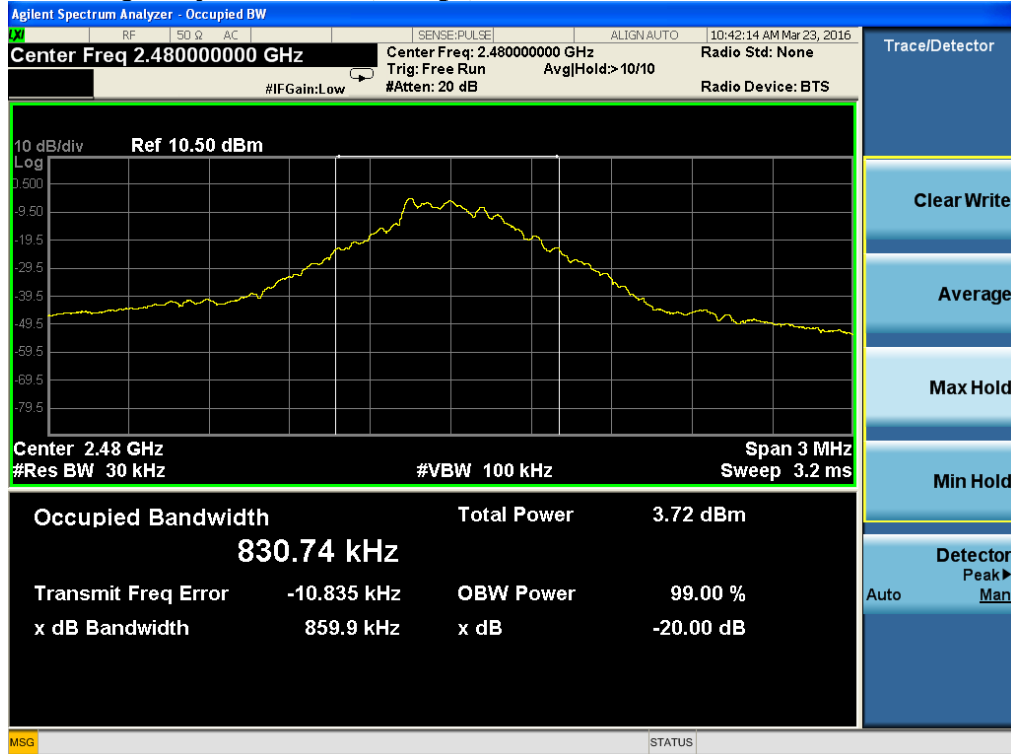 Agilent Spectrum Analyzer - Occupied BW
LXI RF 50 Ω AC SENSE:PULSE ALIGN AUTO 10:42:14 AM Mar 23, 2016
Center Freq 2.480000000 GHz Center Freq: 2.480000000 GHz Radio Std: None Trace/Detector
Trig: Free Run Avg|Hold:>10/10
#IFGain:Low #Atten: 20 dB Radio Device: BTS
10 dB/div Ref 10.50 dBm
Log
0.500
-9.50
-19.5
-29.5
-39.5
-49.5
-59.5
-69.5
-79.5
Center 2.48 GHz Span 3 MHz
#Res BW 30 kHz #VBW 100 kHz Sweep 3.2 ms
Occupied Bandwidth Total Power 3.72 dBm
830.74 kHz
Transmit Freq Error -10.835 kHz OBW Power 99.00 %
x dB Bandwidth 859.9 kHz x dB -20.00 dB
Clear Write
Average
Max Hold
Min Hold
Detector
Peak▶
Auto Man
MSG STATUS